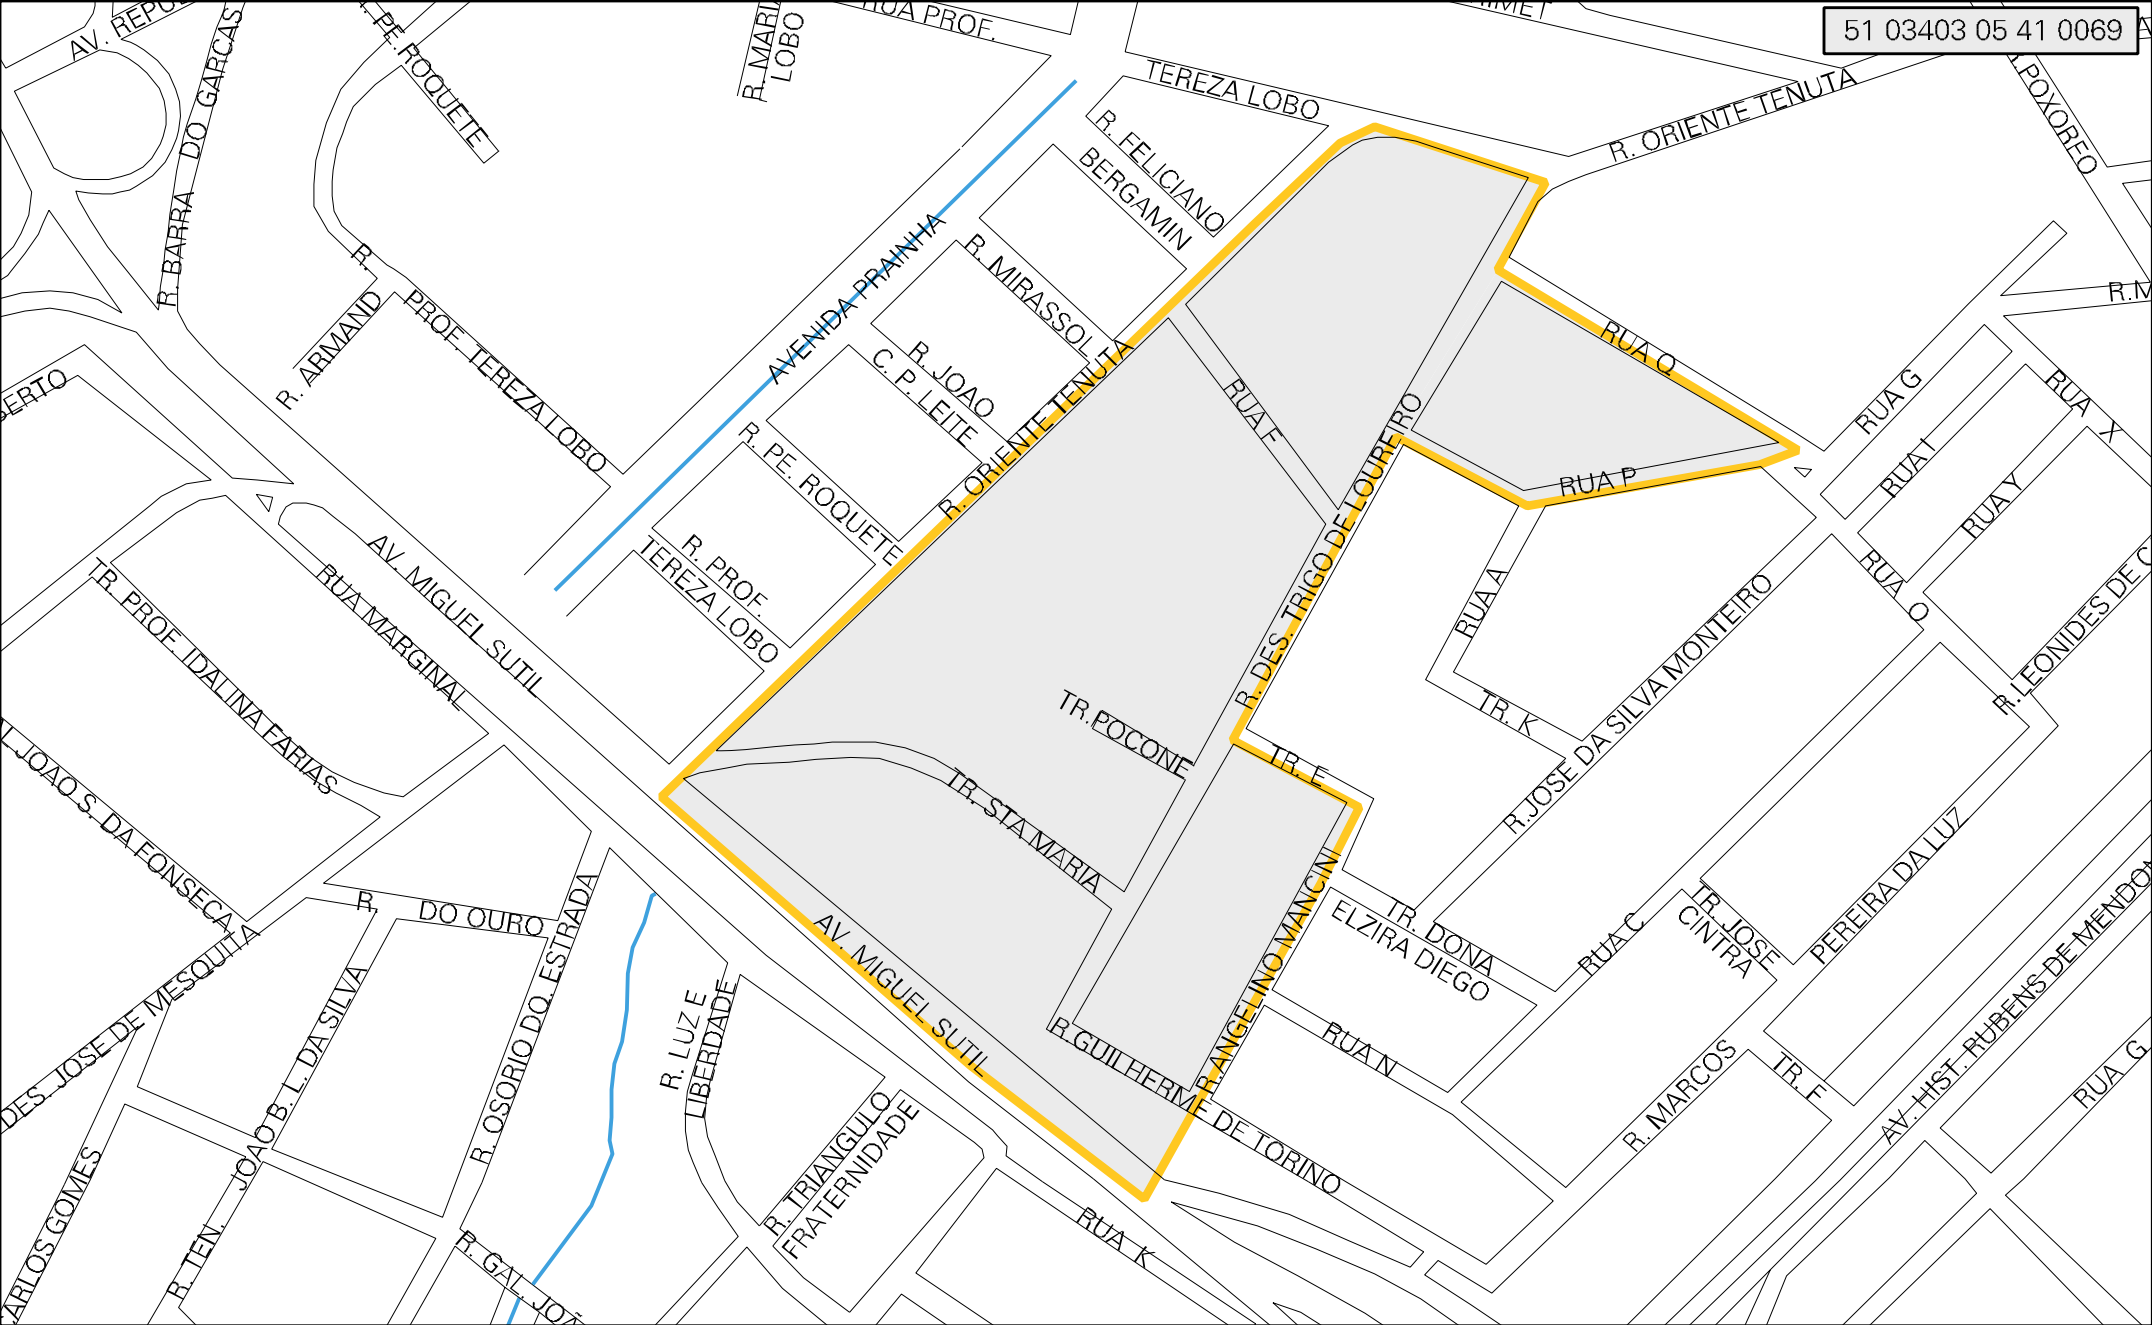 51 03403 05 41 0069
RUA PROF.
R. MARI
LOBO
PE. ROQUETE
R. BARRA DO GARCAS
TEREZA LOBO
R. ORIENTE TENUTA
POXOREO
R. FELICIANO
BERGAMIN
AVENIDA PRAINHA
R. MIRASSOL
R. ARMAND
R. PROF. TEREZA LOBO
R. JOAO
C. P. LEITE
R. ORIENTE TENUTA
R. PE. ROQUETE
R. PROF.
TEREZA LOBO
RUA F
RUA Q
RUA P
RUA G
RUA X
RUA I
RUA Y
RUA O
R. DES. TRIGO DE LOUREIRO
RUA A
TR. K
R. JOSE DA SILVA MONTEIRO
R. LEONIDES DE C
AV. MIGUEL SUTIL
RUA MARGINAL
TR. PROF. IDALINA FARIAS
JOAO S. DA FONSECA
TR. POCONE
TR. E
TR. STA MARIA
AV. MIGUEL SUTIL
R. ANGELINO MANCINI
TR. DONA
ELZIRA DIEGO
RUA C
TR. JOSE
CINTRA
PEREIRA DA LUZ
R. MARCOS
TR. F
AV. HIST. RUBENS DE MENDON
RUA G
RUA N
R. GUILHERME DE TORINO
RUA K
R. DO OURO
DES. JOSE DE MESQUITA
R. OSORIO DQ. ESTRADA
R. TEN. JOAO B. L. DA SILVA
R. LUZ E
LIBERDADE
R. TRIANGULO
FRATERNIDADE
R. GAL. JOÃ
ARLOS GOMES